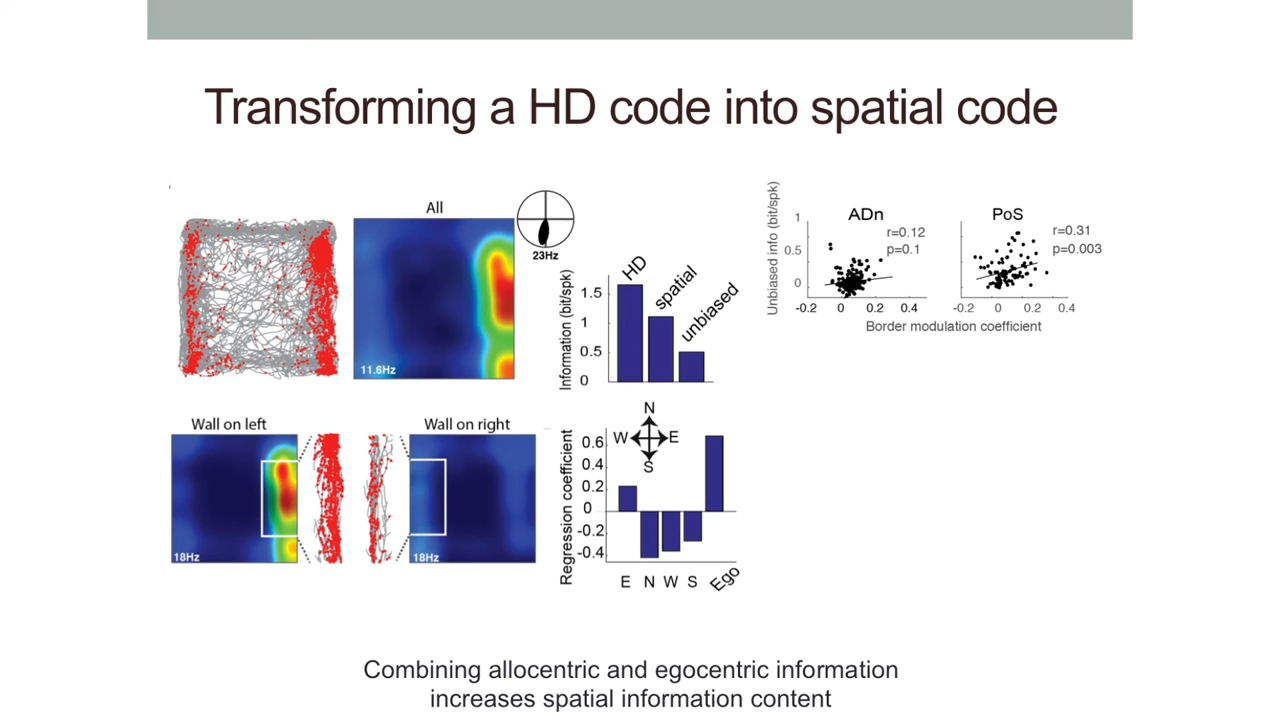 Transforming a HD code into spatial code
All
23Hz
11.6Hz
Information (bit/spk)
1.5
1
0.5
0
HD
spatial
unbiased
Unbiased info (bit/spk)
1
0.5
0
ADn
r=0.12
p=0.1
-0.2 0 0.2 0.4
PoS
r=0.31
p=0.003
-0.2 0 0.2 0.4
Border modulation coefficient
Wall on left
18Hz
Wall on right
18Hz
Regression coefficient
0.6
0.4
0.2
0
-0.2
-0.4
N
W E
S
E N W S Ego
Combining allocentric and egocentric information
increases spatial information content